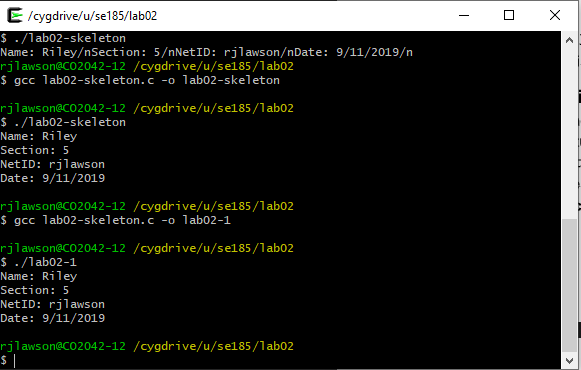 /cygdrive/u/se185/lab02
$ ./lab02-skeleton
Name: Riley/nSection: 5/nNetID: rjlawson/nDate: 9/11/2019/n
rjlawson@CO2042-12 /cygdrive/u/se185/lab02
$ gcc lab02-skeleton.c -o lab02-skeleton
rjlawson@CO2042-12 /cygdrive/u/se185/lab02
$ ./lab02-skeleton
Name: Riley
Section: 5
NetID: rjlawson
Date: 9/11/2019
rjlawson@CO2042-12 /cygdrive/u/se185/lab02
$ gcc lab02-skeleton.c -o lab02-1
rjlawson@CO2042-12 /cygdrive/u/se185/lab02
$ ./lab02-1
Name: Riley
Section: 5
NetID: rjlawson
Date: 9/11/2019
rjlawson@CO2042-12 /cygdrive/u/se185/lab02
$